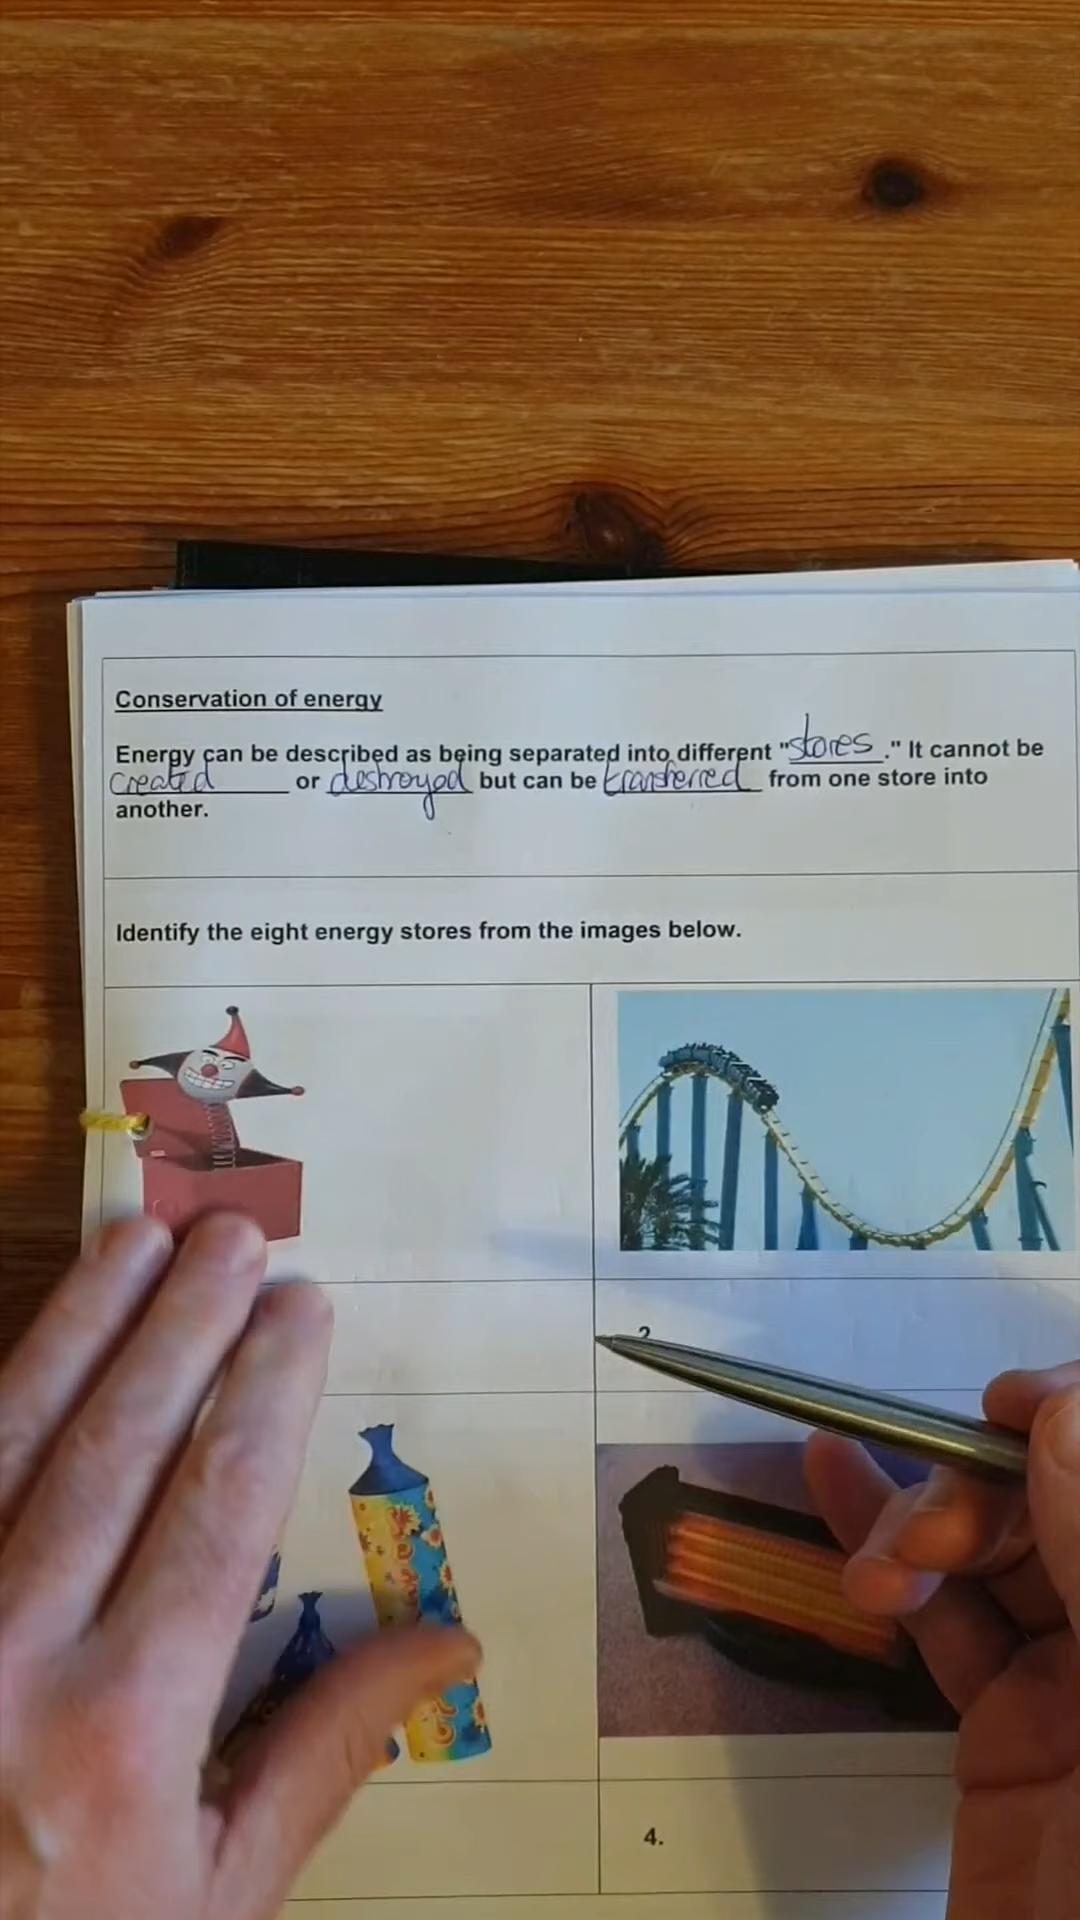 Conservation of energy
Energy can be described as being separated into different "stores." It cannot be
created or destroyed but can be transferred from one store into
another.
Identify the eight energy stores from the images below.
2
4.